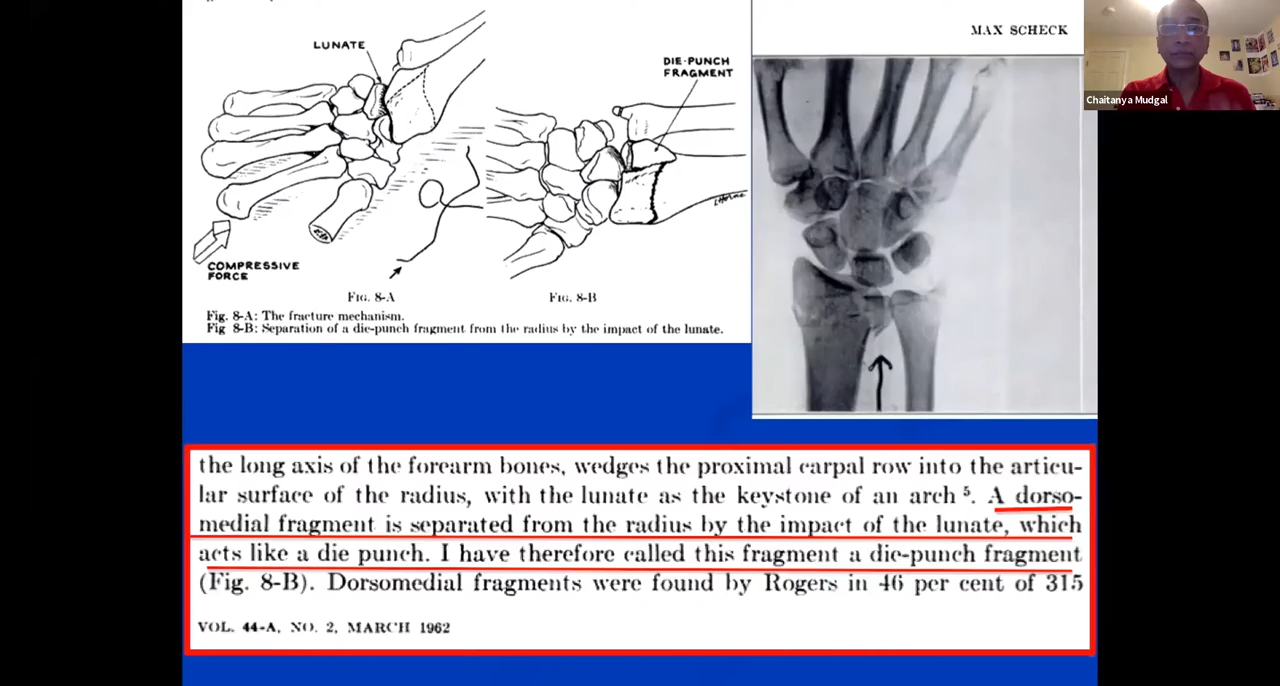 LUNATE
DIE-PUNCH
FRAGMENT
COMPRESSIVE
FORCE
FIG. 8-A
FIG. 8-B
Fig. 8-A: The fracture mechanism.
Fig 8-B: Separation of a die-punch fragment from the radius by the impact of the lunate.
MAX SCHECK
Chaitanya Mudgal
the long axis of the forearm bones, wedges the proximal carpal row into the articu-
lar surface of the radius, with the lunate as the keystone of an arch ⁵. A dorso-
medial fragment is separated from the radius by the impact of the lunate, which
acts like a die punch. I have therefore called this fragment a die-punch fragment
(Fig. 8-B). Dorsomedial fragments were found by Rogers in 46 per cent of 315
VOL. 44-A, NO. 2, MARCH 1962